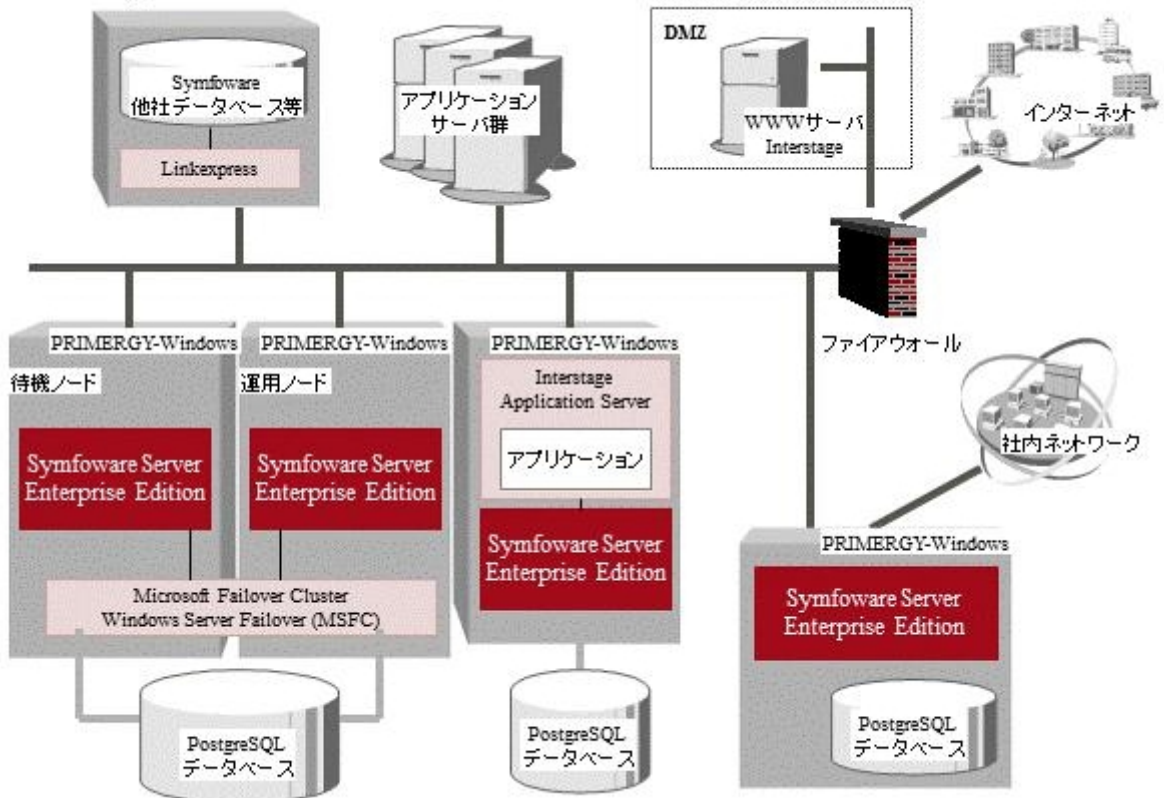 Symfoware
他社データベース等
Linkexpress
アプリケーション
サーバ群
DMZ
WWWサーバ
Interstage
インターネット
ファイアウォール
PRIMERGY-Windows
待機ノード
Symfoware Server
Enterprise Edition
PRIMERGY-Windows
運用ノード
Symfoware Server
Enterprise Edition
Microsoft Failover Cluster
Windows Server Failover (MSFC)
PostgreSQL
データベース
PRIMERGY-Windows
Interstage
Application Server
アプリケーション
Symfoware Server
Enterprise Edition
PostgreSQL
データベース
社内ネットワーク
PRIMERGY-Windows
Symfoware Server
Enterprise Edition
PostgreSQL
データベース